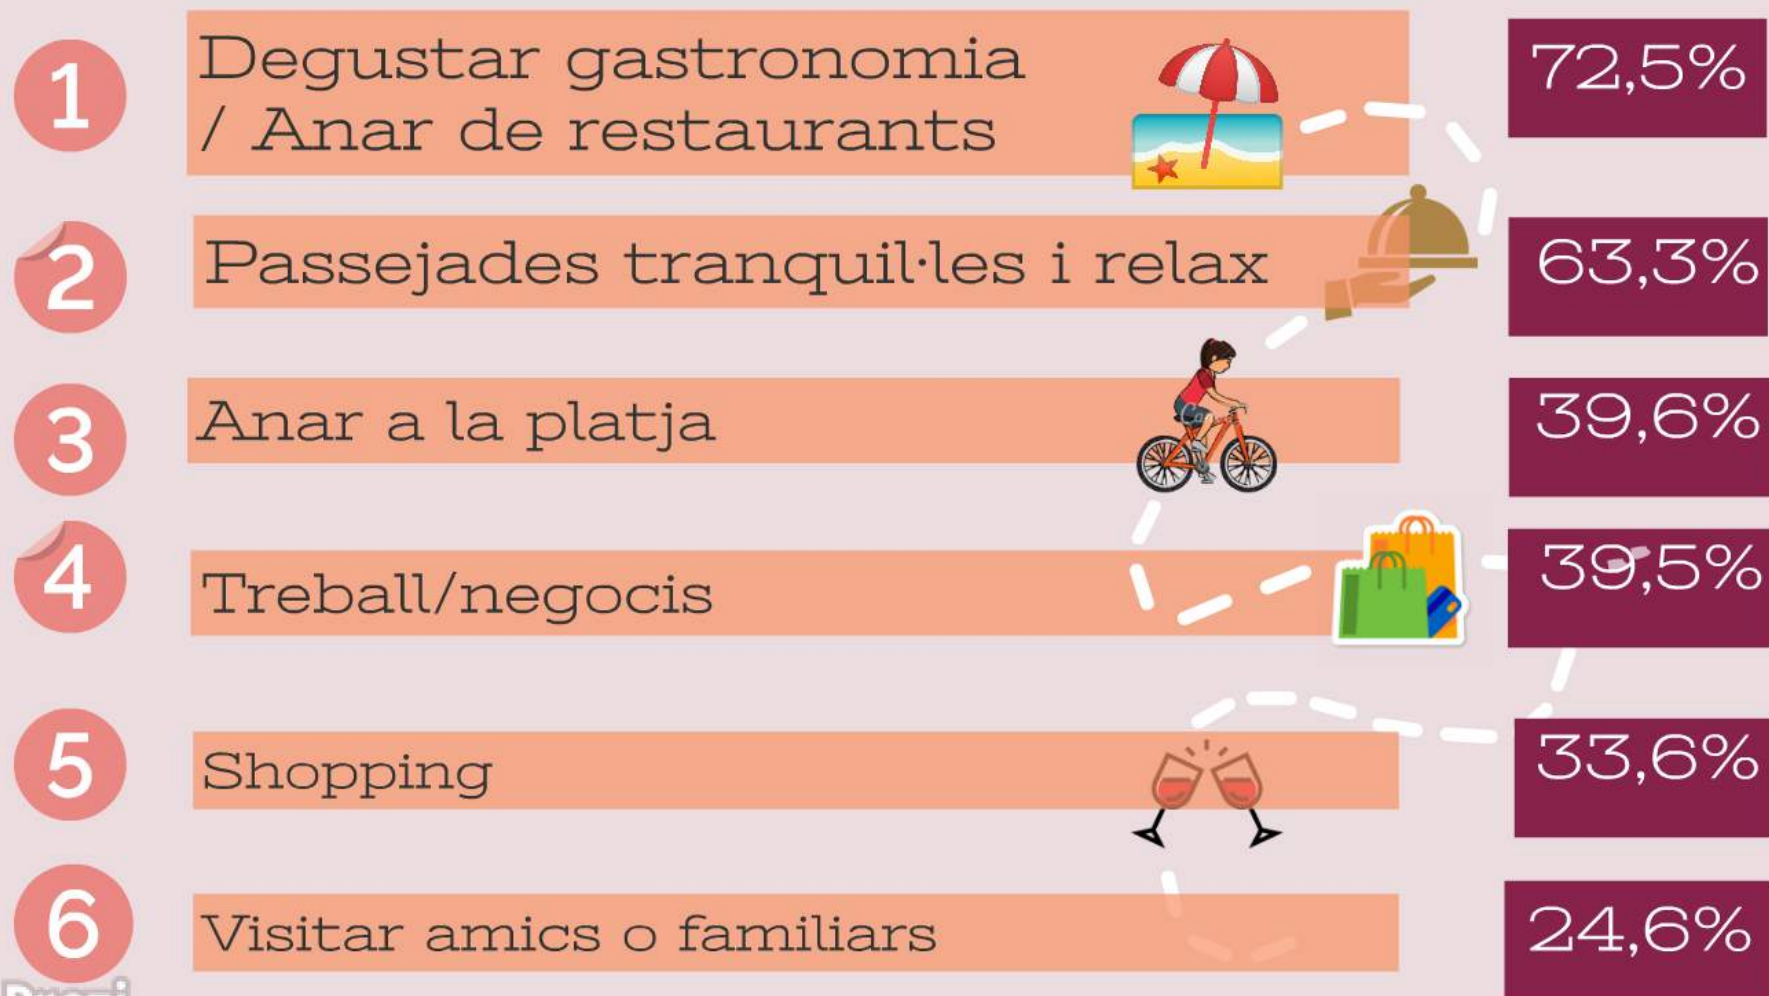 1
Degustar gastronomia
/ Anar de restaurants
72,5%
2
Passejades tranquil·les i relax
63,3%
3
Anar a la platja
39,6%
4
Treball/negocis
39,5%
5
Shopping
33,6%
6
Visitar amics o familiars
24,6%
Prezi